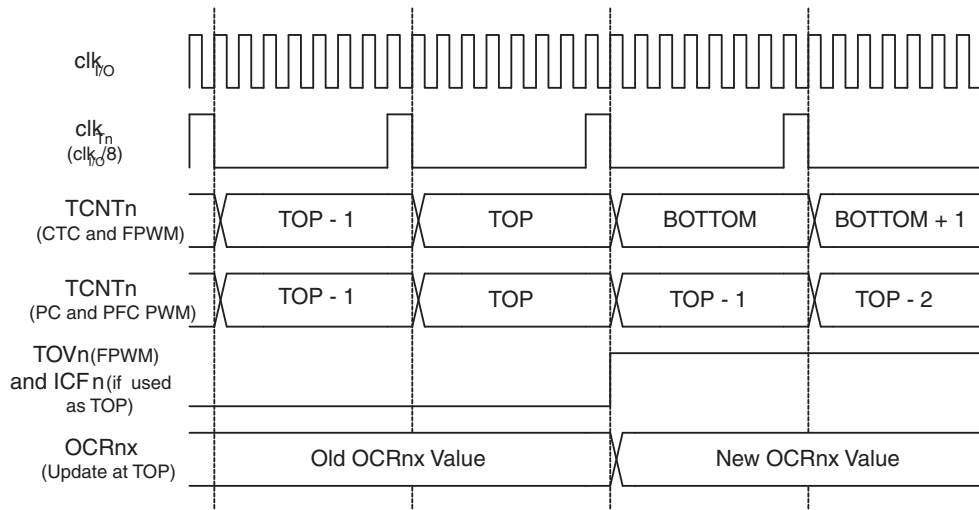 clkI/O
clkTn
(clkI/O/8)
TCNTn
(CTC and FPWM)
TOP - 1
TOP
BOTTOM
BOTTOM + 1
TCNTn
(PC and PFC PWM)
TOP - 1
TOP
TOP - 1
TOP - 2
TOVn(FPWM)
and ICFn(if used
as TOP)
OCRnx
(Update at TOP)
Old OCRnx Value
New OCRnx Value